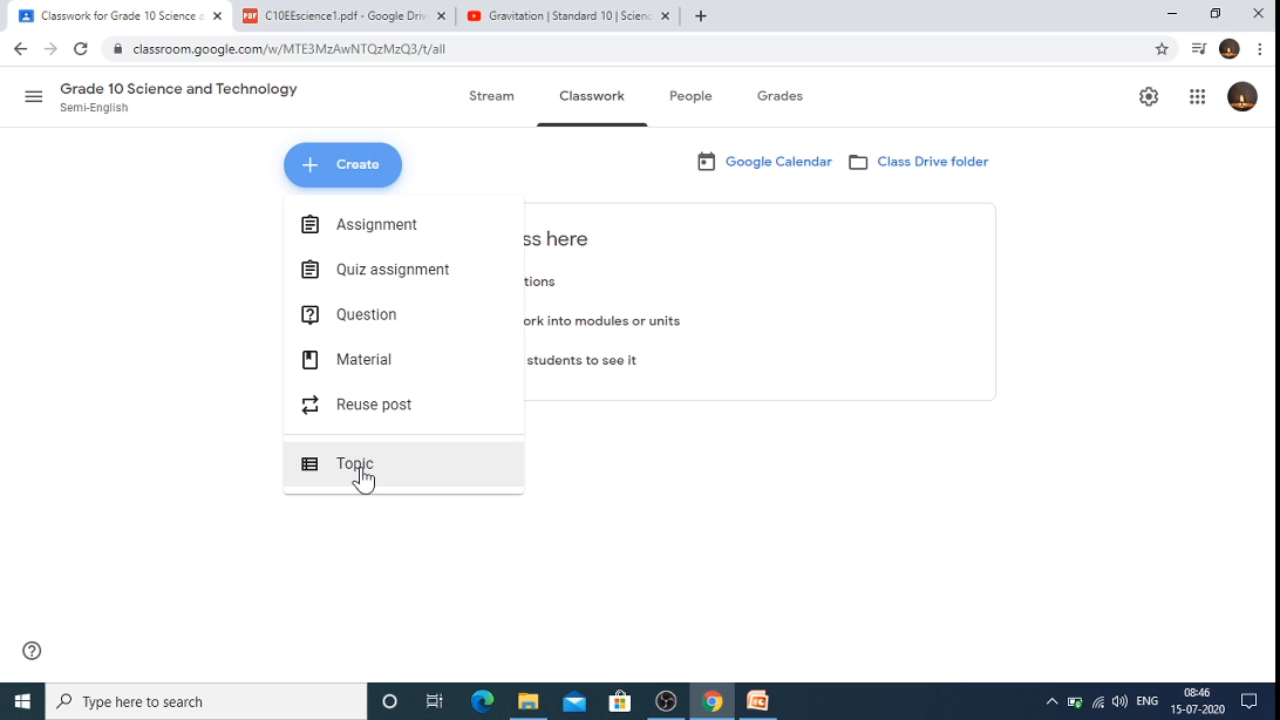 Classwork for Grade 10 Science a
C10EEscience1.pdf - Google Driv
Gravitation | Standard 10 | Scienc
classroom.google.com/w/MTE3MzAwNTQzMzQ3/t/all
Grade 10 Science and Technology
Semi-English
Stream
Classwork
People
Grades
Create
Google Calendar
Class Drive folder
Assignment
ss here
Quiz assignment
tions
Question
ork into modules or units
Material
students to see it
Reuse post
Topic
Type here to search
ENG
08:46
15-07-2020